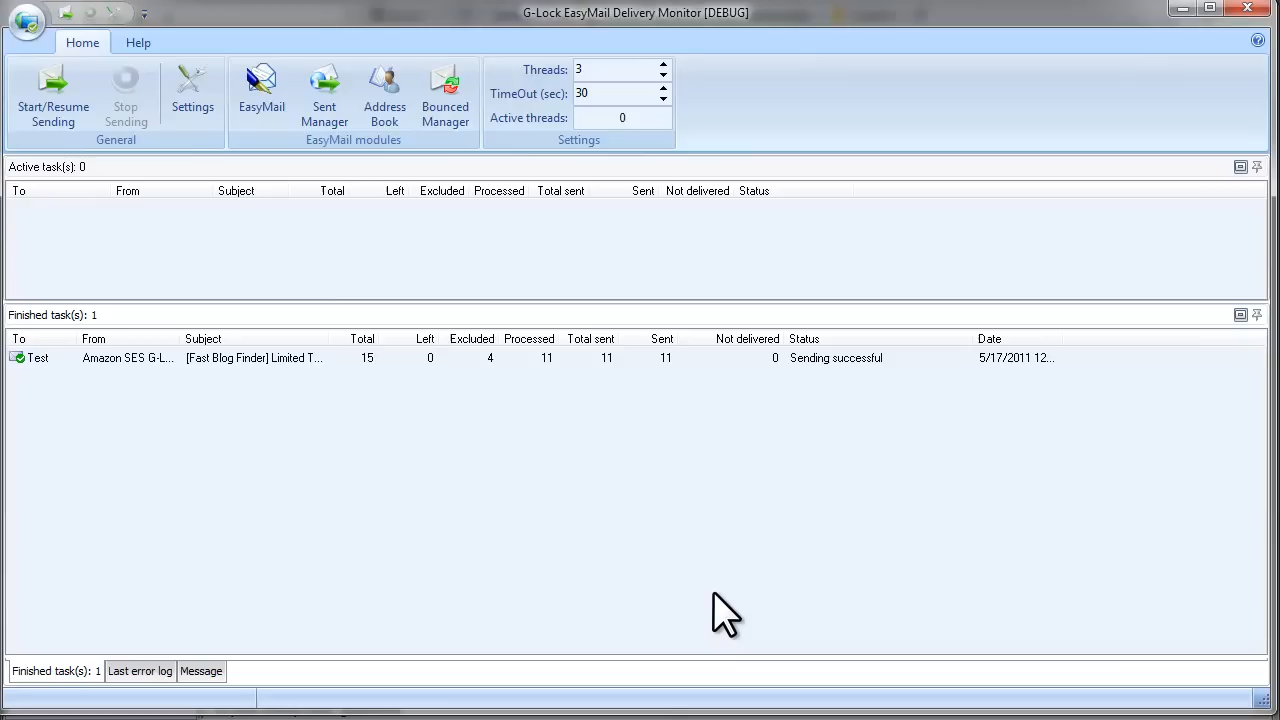 G-Lock EasyMail Delivery Monitor [DEBUG]
Home Help
Start/Resume Sending
Stop Sending
Settings
General
EasyMail
Sent Manager
Address Book
Bounced Manager
EasyMail modules
Threads: 3
TimeOut (sec): 30
Active threads: 0
Settings
Active task(s): 0
To From Subject Total Left Excluded Processed Total sent Sent Not delivered Status
Finished task(s): 1
To From Subject Total Left Excluded Processed Total sent Sent Not delivered Status Date
Test Amazon SES G-L... [Fast Blog Finder] Limited T... 15 0 4 11 11 11 0 Sending successful 5/17/2011 12...
Finished task(s): 1 Last error log Message